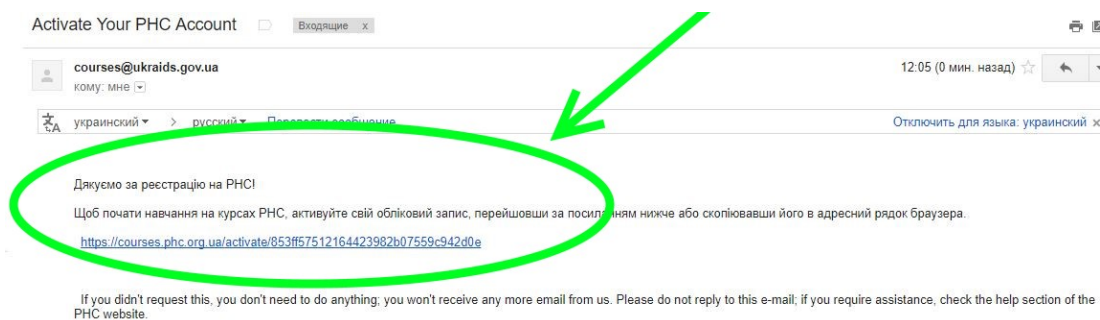 Activate Your PHC Account Входящие x
courses@ukraids.gov.ua 12:05 (0 мин. назад)
кому: мне
украинский > русский Перевести сообщение Отключить для языка: украинский x
Дякуємо за реєстрацію на PHC!
Щоб почати навчання на курсах PHC, активуйте свій обліковий запис, перейшовши за посиланням нижче або скопіювавши його в адресний рядок браузера.
https://courses.phc.org.ua/activate/853ff57512164423982b07559c942d0e
If you didn't request this, you don't need to do anything; you won't receive any more email from us. Please do not reply to this e-mail; if you require assistance, check the help section of the
PHC website.